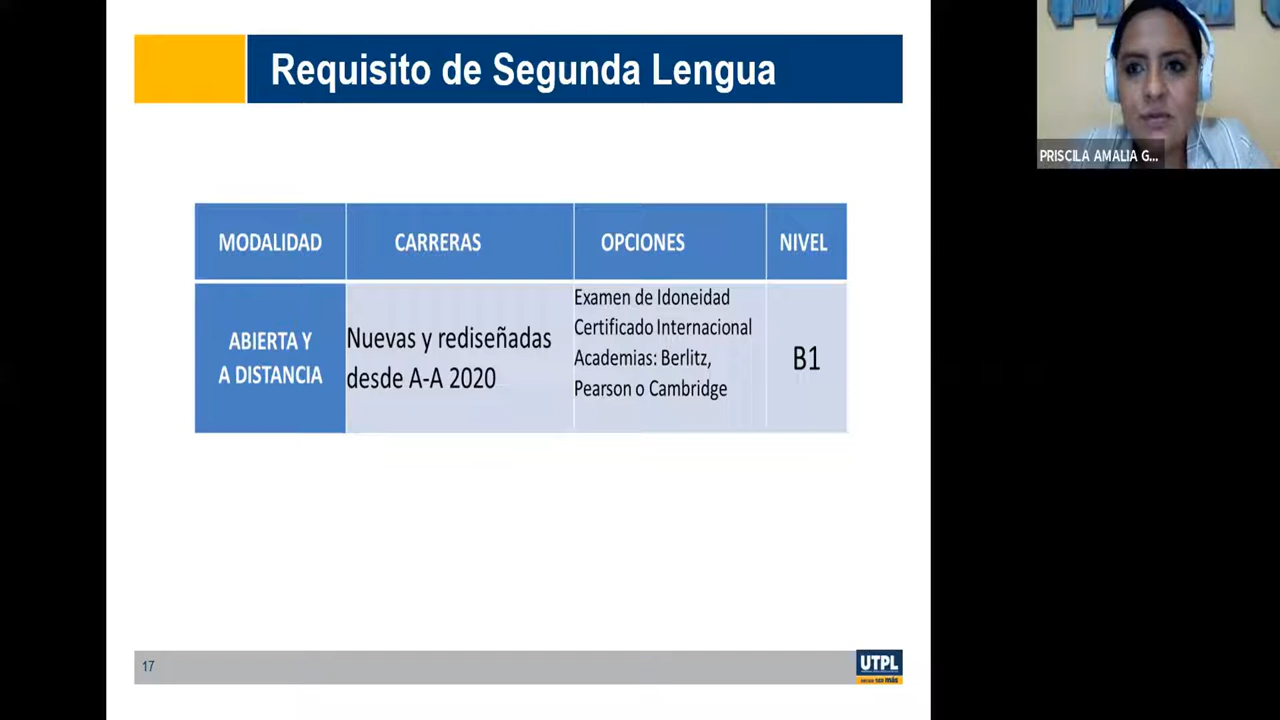 Requisito de Segunda Lengua
PRISCILA AMALIA G...
MODALIDAD
CARRERAS
OPCIONES
NIVEL
ABIERTA Y
A DISTANCIA
Nuevas y rediseñadas
desde A-A 2020
Examen de Idoneidad
Certificado Internacional
Academias: Berlitz,
Pearson o Cambridge
B1
17
UTPL